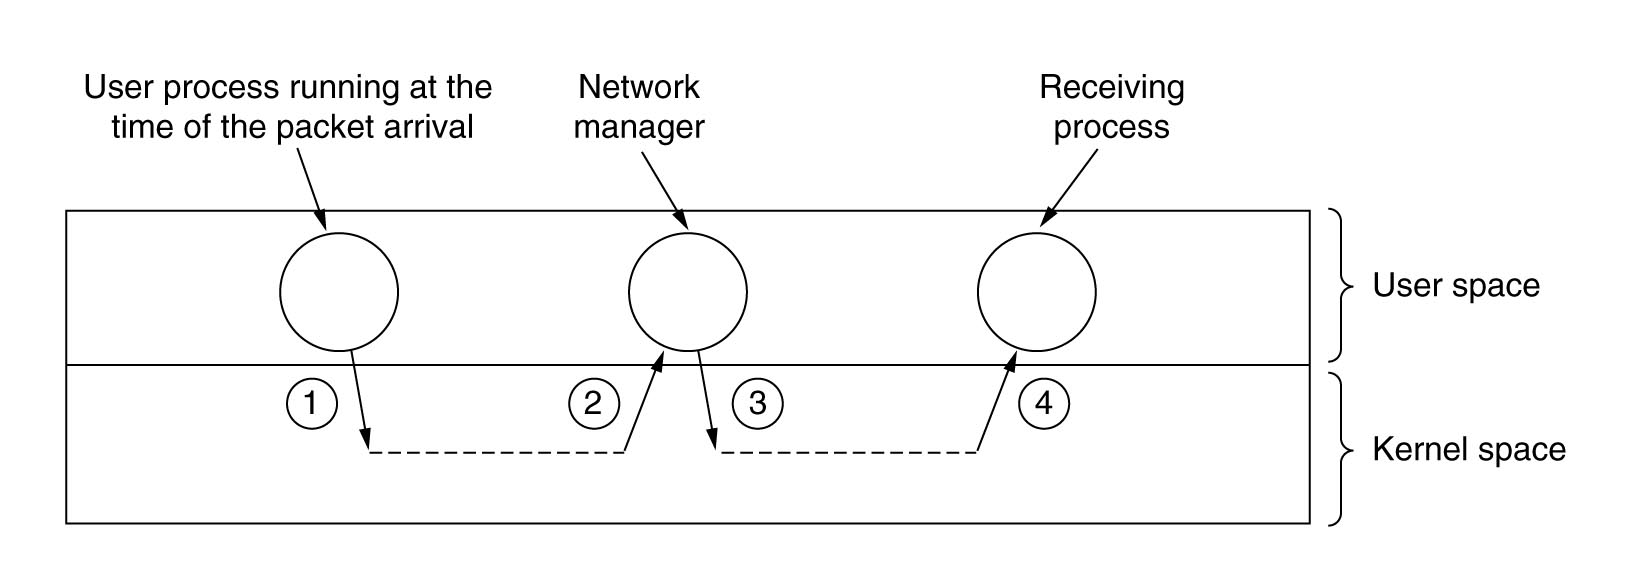 User process running at the
time of the packet arrival
Network
manager
Receiving
process
User space
1
2
3
4
Kernel space